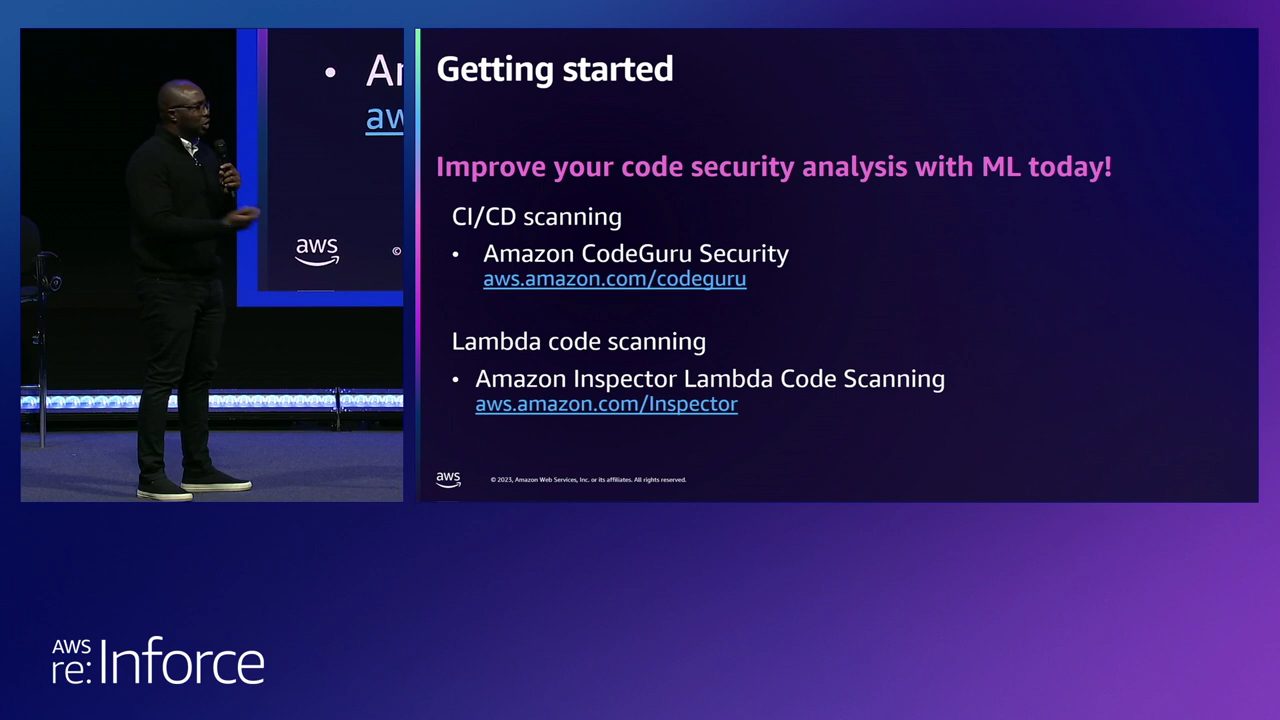 • Ar
aw
aws
©
Getting started
Improve your code security analysis with ML today!
CI/CD scanning
• Amazon CodeGuru Security
aws.amazon.com/codeguru
Lambda code scanning
• Amazon Inspector Lambda Code Scanning
aws.amazon.com/Inspector
aws
© 2023, Amazon Web Services, Inc. or its affiliates. All rights reserved.
AWS
re:Inforce